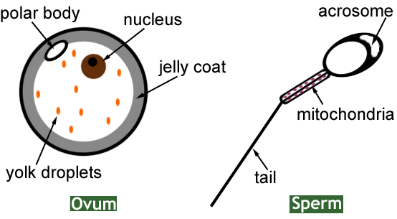 polar body
nucleus
jelly coat
yolk droplets
Ovum
acrosome
mitochondria
tail
Sperm